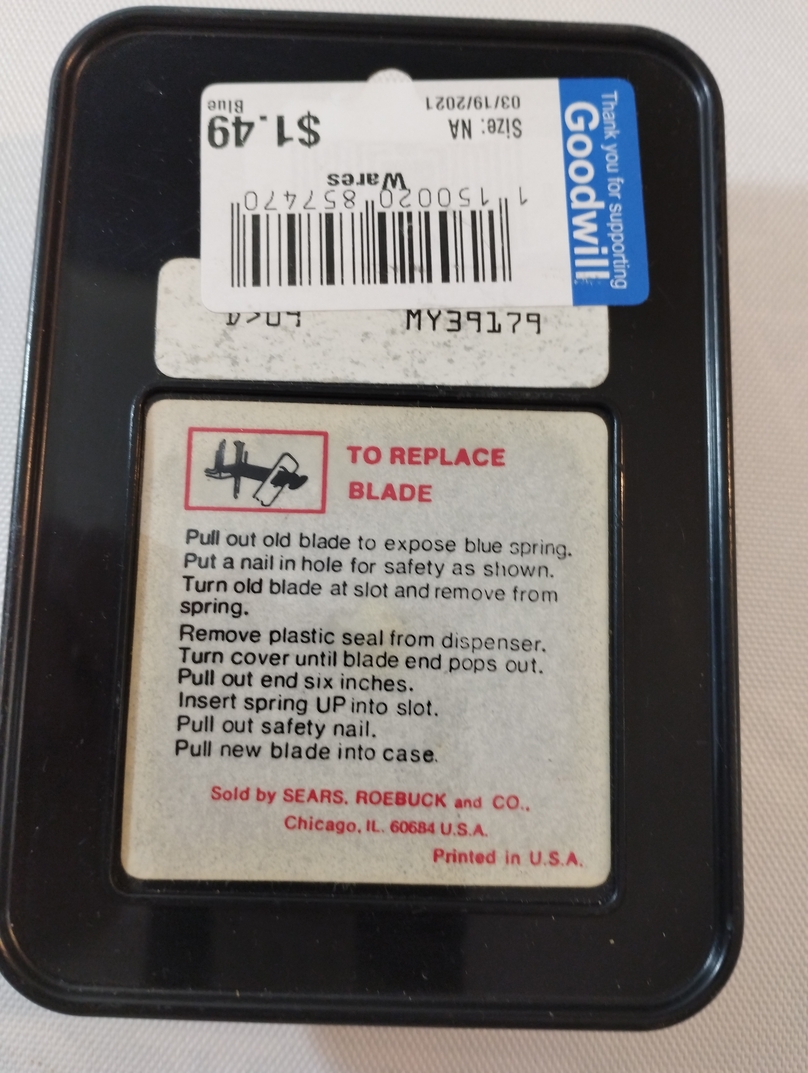 Thank you for supporting
Goodwill
Wares
1 150020 857470
Size: NA
03/19/2021
$1.49
Blue
MY39179
TO REPLACE
BLADE
Pull out old blade to expose blue spring.
Put a nail in hole for safety as shown.
Turn old blade at slot and remove from
spring.
Remove plastic seal from dispenser.
Turn cover until blade end pops out.
Pull out end six inches.
Insert spring UP into slot.
Pull out safety nail.
Pull new blade into case.
Sold by SEARS, ROEBUCK and CO.,
Chicago, IL. 60684 U.S.A.
Printed in U.S.A.